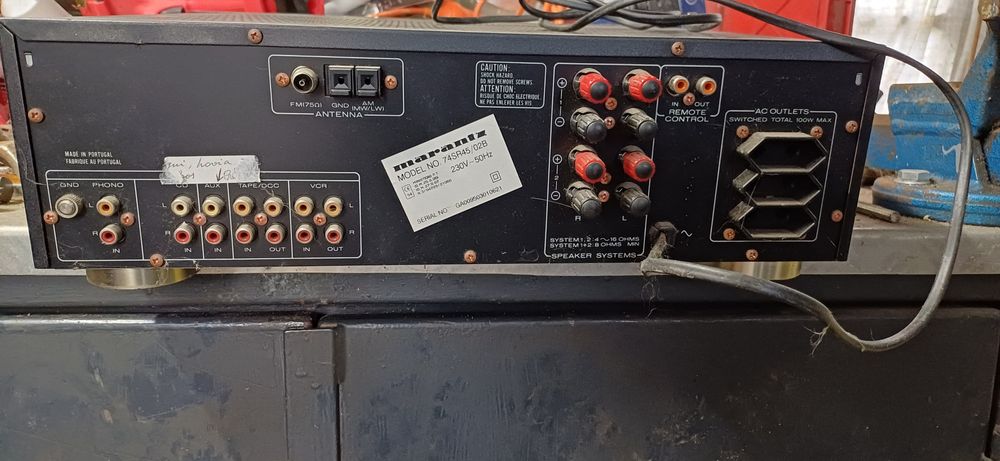 FM(75Ω) GND AM
(MW/LW)
ANTENNA
CAUTION:
SHOCK HAZARD.
DO NOT REMOVE SCREWS.
ATTENTION:
RISQUE DE CHOC ELECTRIQUE
NE PAS ENLEVER LES VIS
IN OUT
REMOTE
CONTROL
AC OUTLETS
SWITCHED TOTAL 100W MAX
MADE IN PORTUGAL
FABRIQUE AU PORTUGAL
GND PHONO
CD AUX TAPE/DCC VCR
L L L
R R R
IN IN IN IN OUT IN OUT
marantz
MODEL NO. 74SR45/02B
230V~50Hz
SERIAL NO
+
1
−
+
2
−
R L
SYSTEM 1, 2 : 4 ~ 16 OHMS
SYSTEM 1+2 : 8 OHMS MIN
SPEAKER SYSTEMS
~